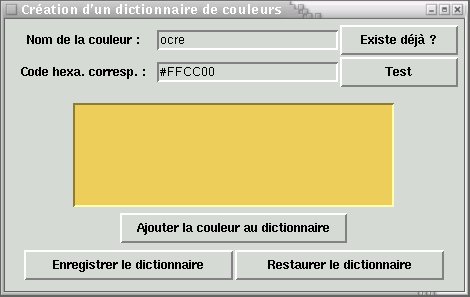 Création d'un dictionnaire de couleurs
Nom de la couleur : ocre Existe déjà ?
Code hexa. corresp. : #FFCC00 Test
Ajouter la couleur au dictionnaire
Enregistrer le dictionnaire Restaurer le dictionnaire